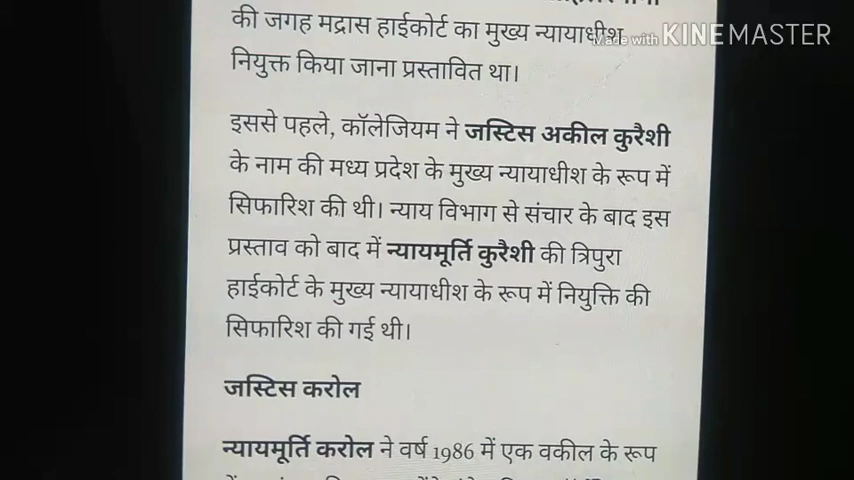 की जगह मद्रास हाईकोर्ट का मुख्य न्यायाधीश
Made with KINEMASTER
नियुक्त किया जाना प्रस्तावित था।
इससे पहले, कॉलेजियम ने जस्टिस अकील कुरैशी
के नाम की मध्य प्रदेश के मुख्य न्यायाधीश के रूप में
सिफारिश की थी। न्याय विभाग से संचार के बाद इस
प्रस्ताव को बाद में न्यायमूर्ति कुरैशी की त्रिपुरा
हाईकोर्ट के मुख्य न्यायाधीश के रूप में नियुक्ति की
सिफारिश की गई थी।
जस्टिस करोल
न्यायमूर्ति करोल ने वर्ष 1986 में एक वकील के रूप